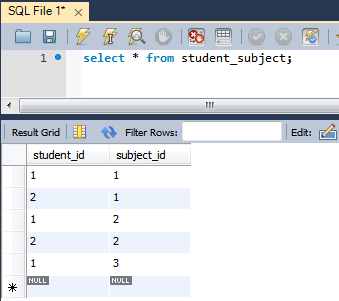 SQL File 1*
1 select * from student_subject;
Result Grid Filter Rows: Edit:
student_id subject_id
1 1
2 1
1 2
2 2
1 3
NULL NULL